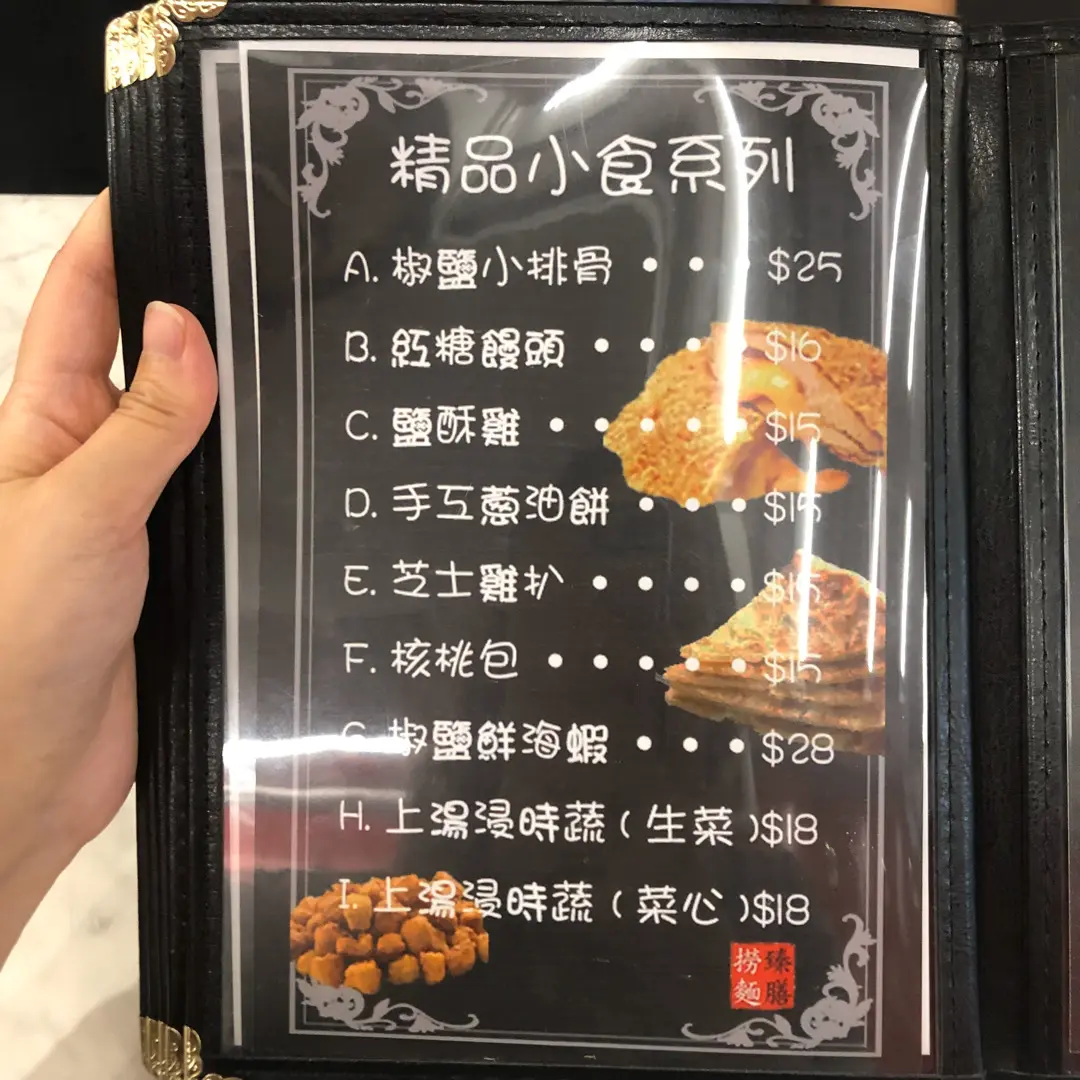 精品小食系列
A. 椒鹽小排骨 • • • $25
B. 紅糖饅頭 • • • • $16
C. 鹽酥雞 • • • • • $15
D. 手工蔥油餅 • • • $15
E. 芝士雞扒 • • • •
F. 核桃包 • • • • • $15
G. 椒鹽鮮海蝦 • • • $28
H. 上湯浸時蔬 ( 生菜 )$18
I. 上湯浸時蔬 ( 菜心 )$18
臻膳
撈麵